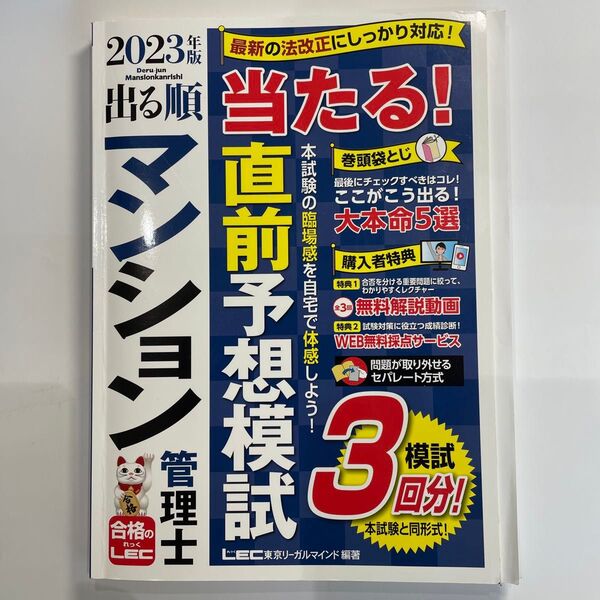 2023年版
Deru-jun
Mansionkanrishi
出る順
マンション
管理士
合格
合格の
れっく
LEC
最新の法改正にしっかり対応!
当たる!
直前予想模試
本試験の臨場感を自宅で体感しよう!
巻頭袋とじ
最後にチェックすべきはコレ!
ここがこう出る!
大本命5選
購入者特典
特典1 合否を分ける重要問題に絞って、
わかりやすくレクチャー
全3回 無料解説動画
特典2 試験対策に役立つ成績診断!
WEB無料採点サービス
問題が取り外せる
セパレート方式
模試
3回分!
本試験と同形式!
LEC東京リーガルマインド 編著